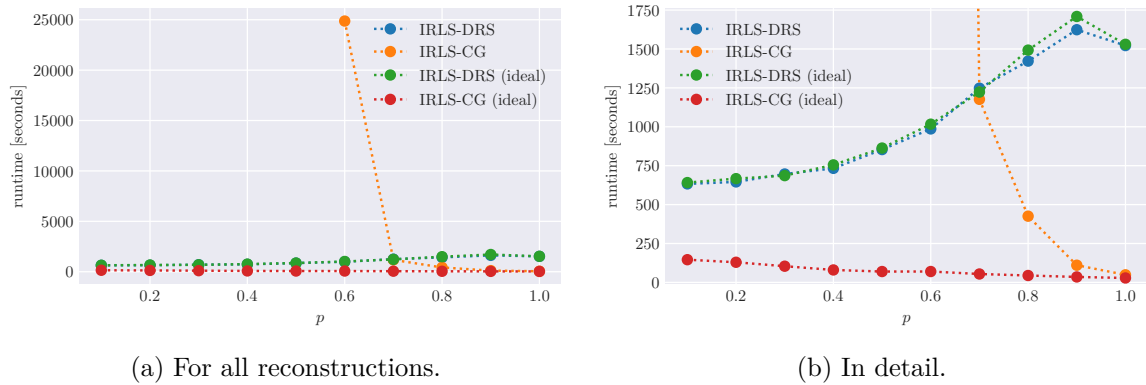 25000
20000
15000
10000
5000
0
runtime [seconds]
IRLS-DRS
IRLS-CG
IRLS-DRS (ideal)
IRLS-CG (ideal)
0.2 0.4 0.6 0.8 1.0
p
(a) For all reconstructions.
1750
1500
1250
1000
750
500
250
0
runtime [seconds]
IRLS-DRS
IRLS-CG
IRLS-DRS (ideal)
IRLS-CG (ideal)
0.2 0.4 0.6 0.8 1.0
p
(b) In detail.